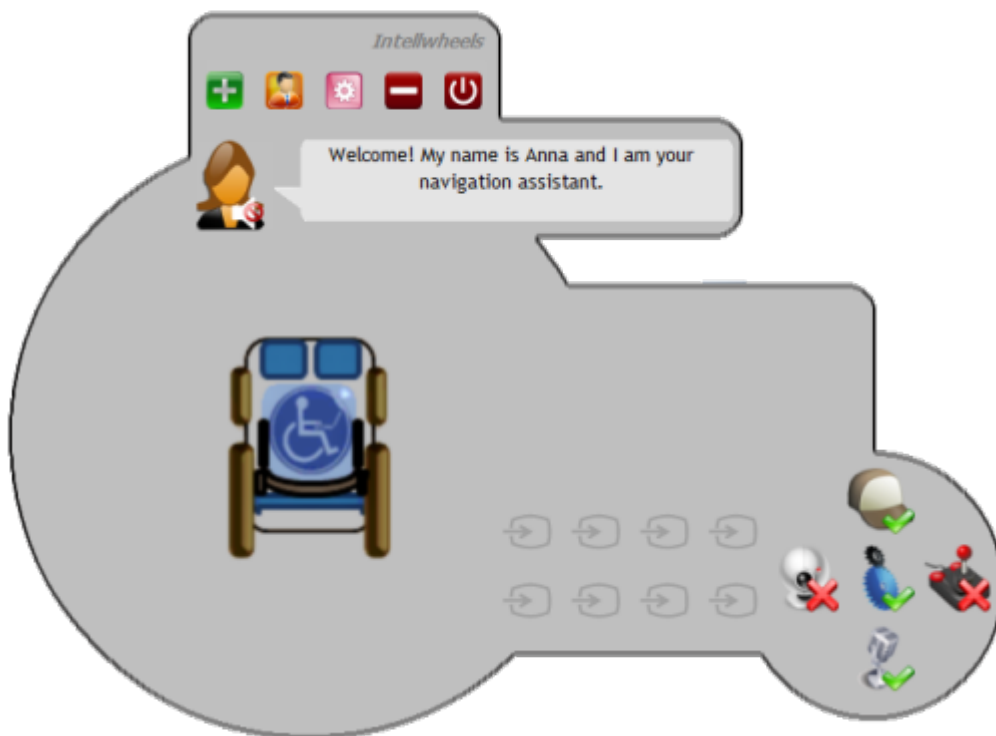 Intellwheels
Welcome! My name is Anna and I am your
navigation assistant.